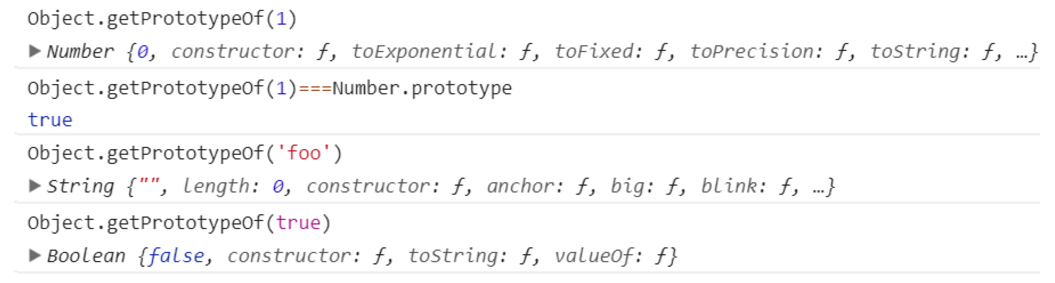 Object.getPrototypeOf(1)
▶Number {0, constructor: ƒ, toExponential: ƒ, toFixed: ƒ, toPrecision: ƒ, toString: ƒ, …}
Object.getPrototypeOf(1)===Number.prototype
true
Object.getPrototypeOf('foo')
▶String {"", length: 0, constructor: ƒ, anchor: ƒ, big: ƒ, blink: ƒ, …}
Object.getPrototypeOf(true)
▶Boolean {false, constructor: ƒ, toString: ƒ, valueOf: ƒ}